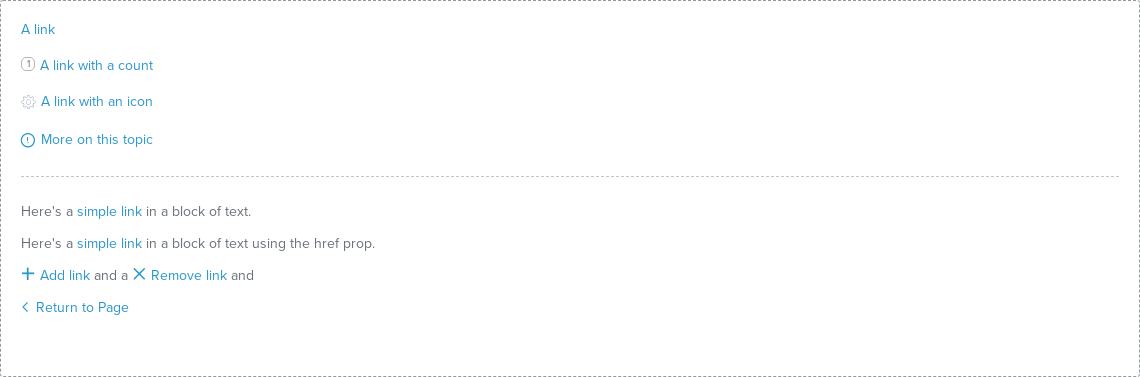 A link
1 A link with a count
A link with an icon
More on this topic
Here's a simple link in a block of text.
Here's a simple link in a block of text using the href prop.
Add link and a Remove link and
Return to Page